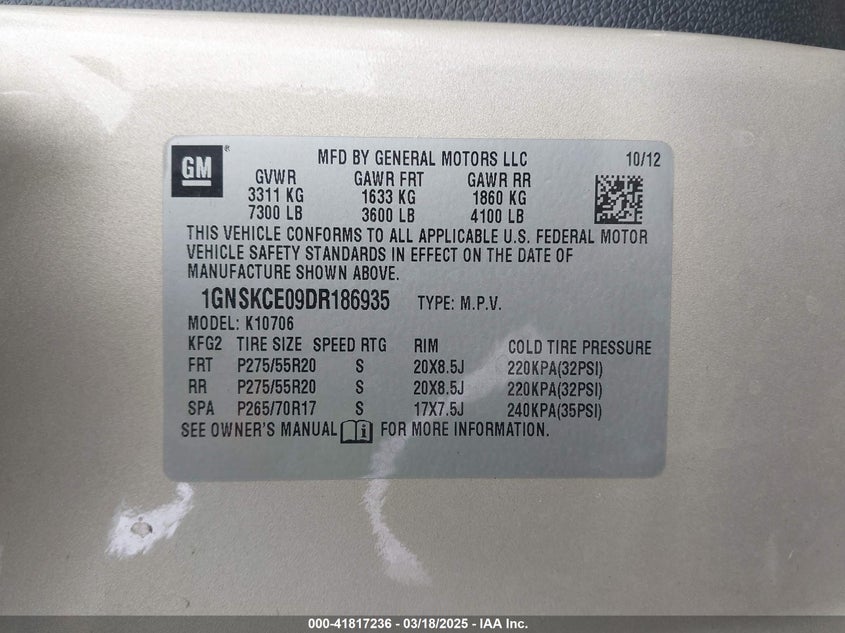 GM® MFD BY GENERAL MOTORS LLC 10/12
GVWR GAWR FRT GAWR RR
3311 KG 1633 KG 1860 KG
7300 LB 3600 LB 4100 LB
THIS VEHICLE CONFORMS TO ALL APPLICABLE U.S. FEDERAL MOTOR
VEHICLE SAFETY STANDARDS IN EFFECT ON THE DATE OF
MANUFACTURE SHOWN ABOVE.
1GNSKCE09DR186935 TYPE: M.P.V.
MODEL: K10706
KFG2 TIRE SIZE SPEED RTG RIM COLD TIRE PRESSURE
FRT P275/55R20 S 20X8.5J 220KPA(32PSI)
RR P275/55R20 S 20X8.5J 220KPA(32PSI)
SPA P265/70R17 S 17X7.5J 240KPA(35PSI)
SEE OWNER'S MANUAL FOR MORE INFORMATION.
000-41817236 - 03/18/2025 - IAA Inc.